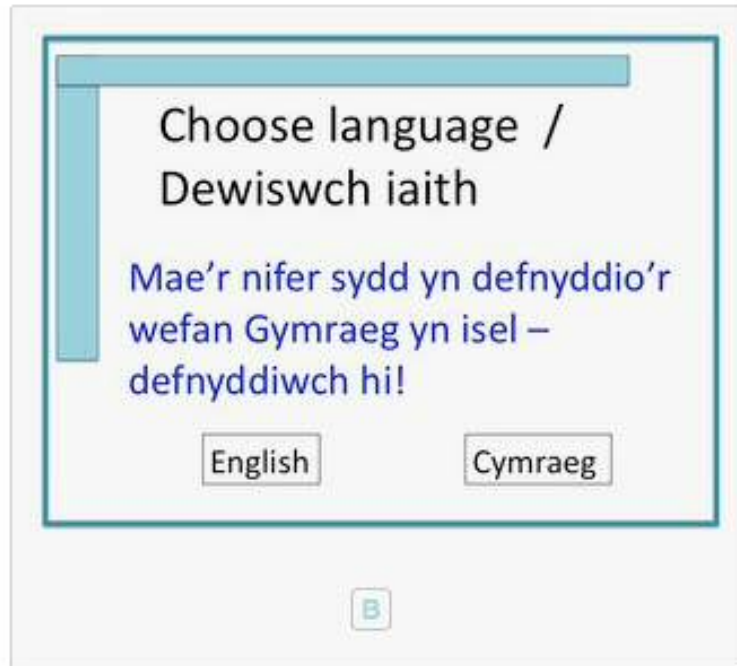 Choose language /
Dewiswch iaith
Mae’r nifer sydd yn defnyddio’r
wefan Gymraeg yn isel –
defnyddiwch hi!
English Cymraeg
B